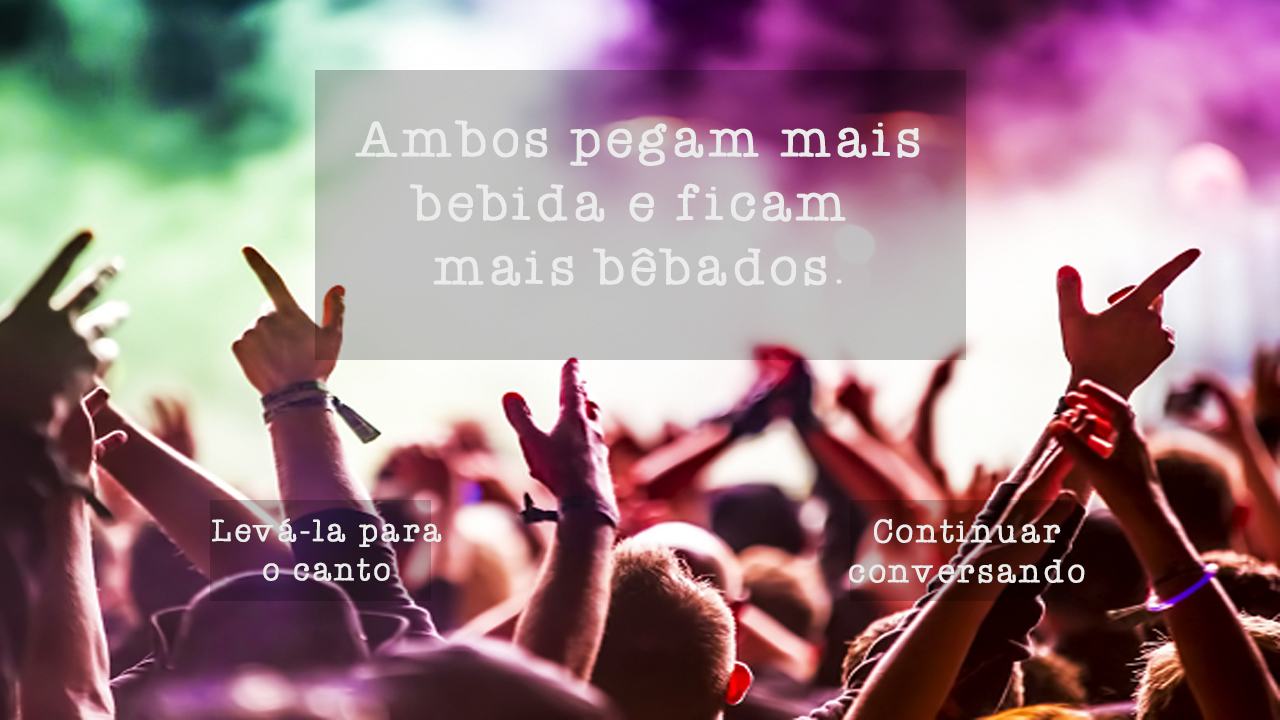 Ambos pegam mais
bebida e ficam
mais bêbados.
Levá-la para
o canto
Continuar
conversando